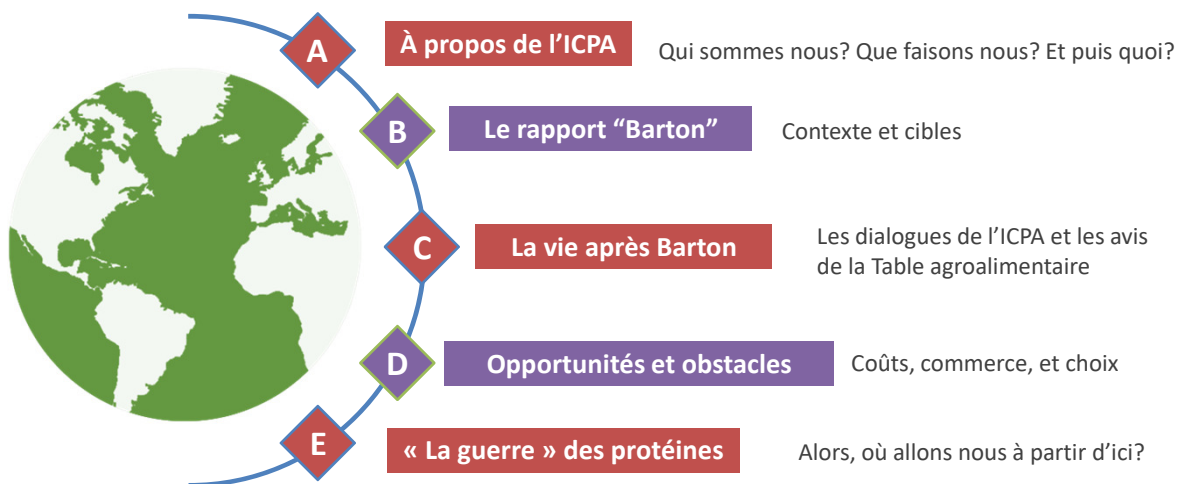 A
À propos de l’ICPA
Qui sommes nous? Que faisons nous? Et puis quoi?
B
Le rapport “Barton”
Contexte et cibles
C
La vie après Barton
Les dialogues de l’ICPA et les avis
de la Table agroalimentaire
D
Opportunités et obstacles
Coûts, commerce, et choix
E
« La guerre » des protéines
Alors, où allons nous à partir d’ici?